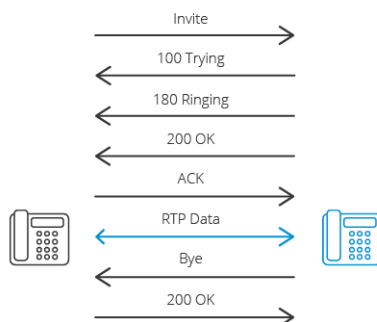 Invite
100 Trying
180 Ringing
200 OK
ACK
RTP Data
Bye
200 OK